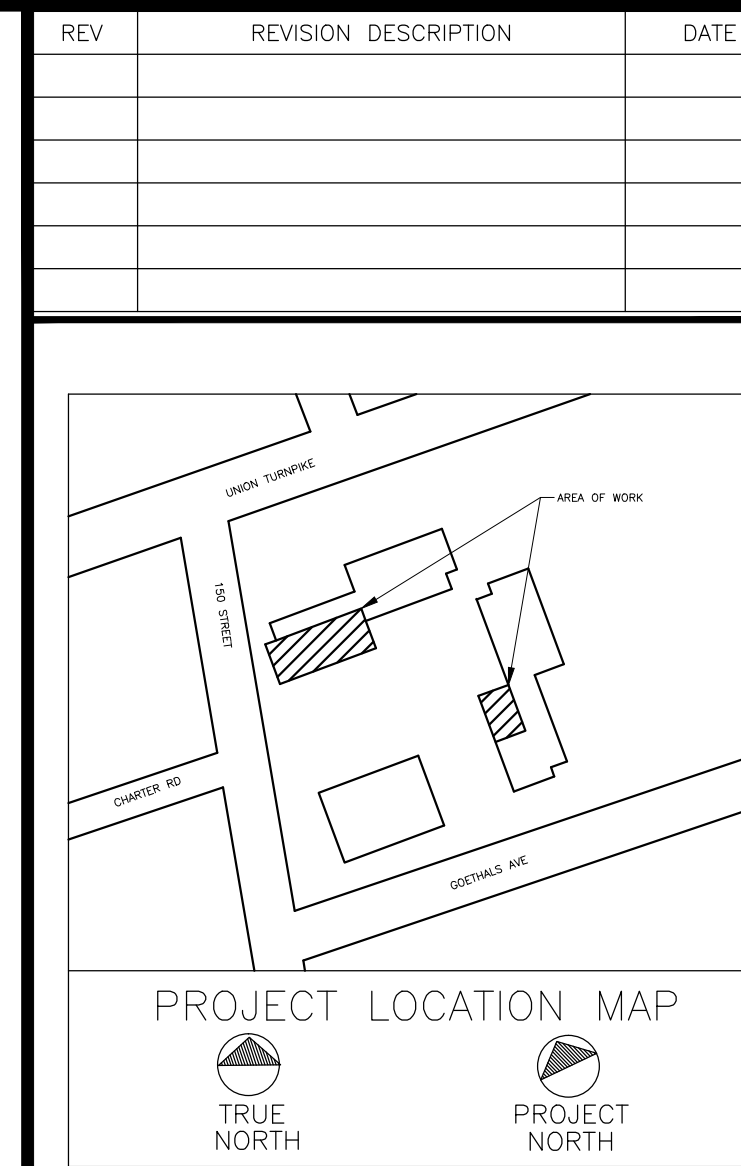 REV REVISION DESCRIPTION DATE
UNION TURNPIKE
AREA OF WORK
150 STREET
CHARTER RD
GOETHALS AVE
PROJECT LOCATION MAP
TRUE
NORTH
PROJECT
NORTH